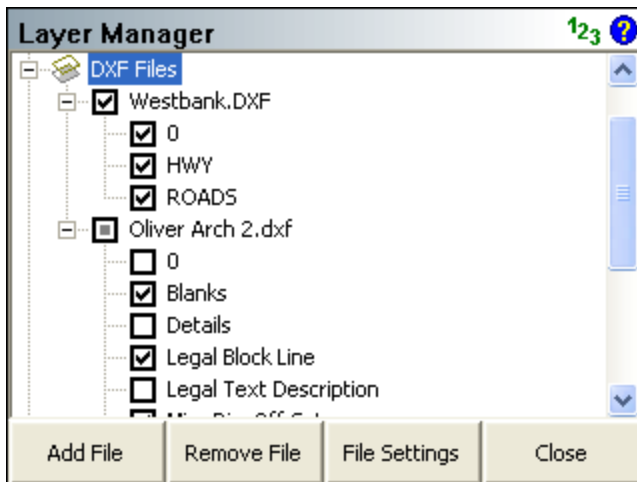 Layer Manager 123 ?
DXF Files
Westbank.DXF
0
HWY
ROADS
Oliver Arch 2.dxf
0
Blanks
Details
Legal Block Line
Legal Text Description
Add File Remove File File Settings Close